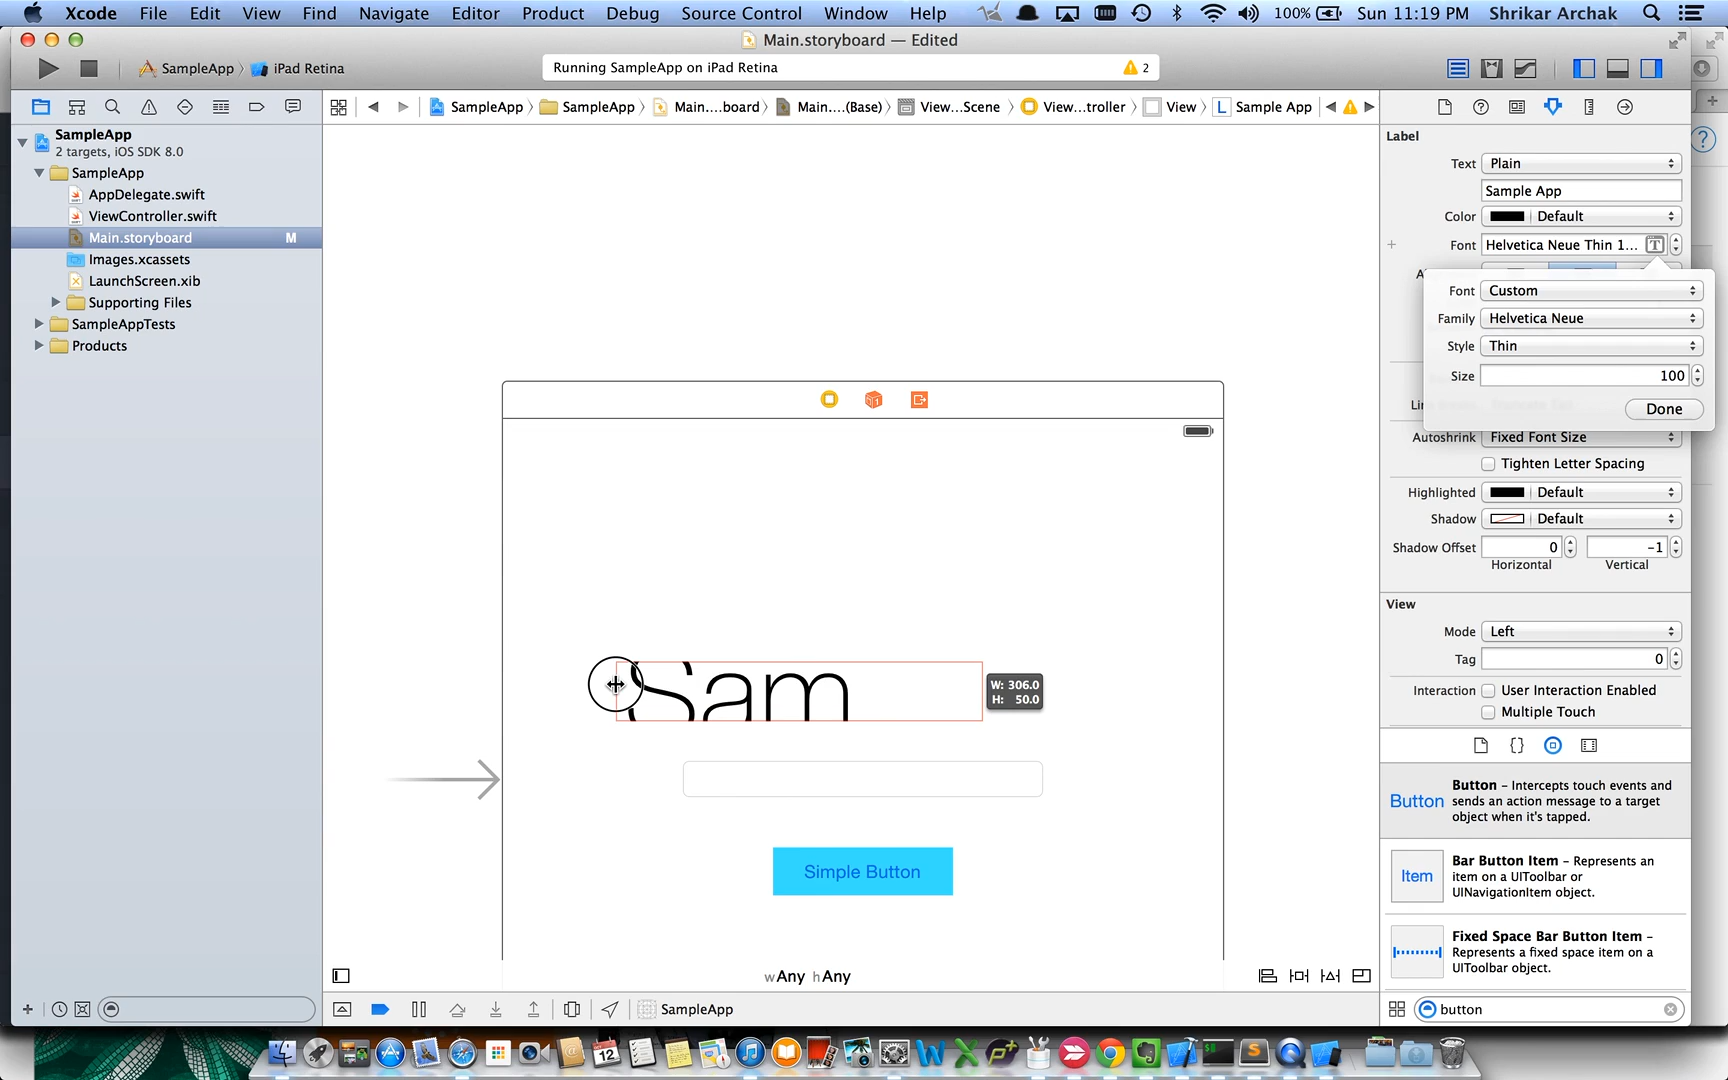 Xcode File Edit View Find Navigate Editor Product Debug Source Control Window Help 100% Sun 11:19 PM Shrikar Archak
Main.storyboard — Edited
SampleApp iPad Retina
Running SampleApp on iPad Retina 2
SampleApp SampleApp Main....board Main....(Base) View...Scene View...troller View L Sample App
SampleApp
2 targets, iOS SDK 8.0
SampleApp
AppDelegate.swift
ViewController.swift
Main.storyboard M
Images.xcassets
LaunchScreen.xib
Supporting Files
SampleAppTests
Products
Sam
W: 306.0
H: 50.0
Simple Button
wAny hAny
SampleApp
Label
Text Plain
Sample App
Color Default
Font Helvetica Neue Thin 1... T
Font Custom
Family Helvetica Neue
Style Thin
Size 100
Done
Autoshrink Fixed Font Size
Tighten Letter Spacing
Highlighted Default
Shadow Default
Shadow Offset 0 -1
Horizontal Vertical
View
Mode Left
Tag 0
Interaction User Interaction Enabled
Multiple Touch
Button
Button – Intercepts touch events and
sends an action message to a target
object when it's tapped.
Item
Bar Button Item – Represents an
item on a UIToolbar or
UINavigationItem object.
Fixed Space Bar Button Item –
Represents a fixed space item on a
UIToolbar object.
button
12